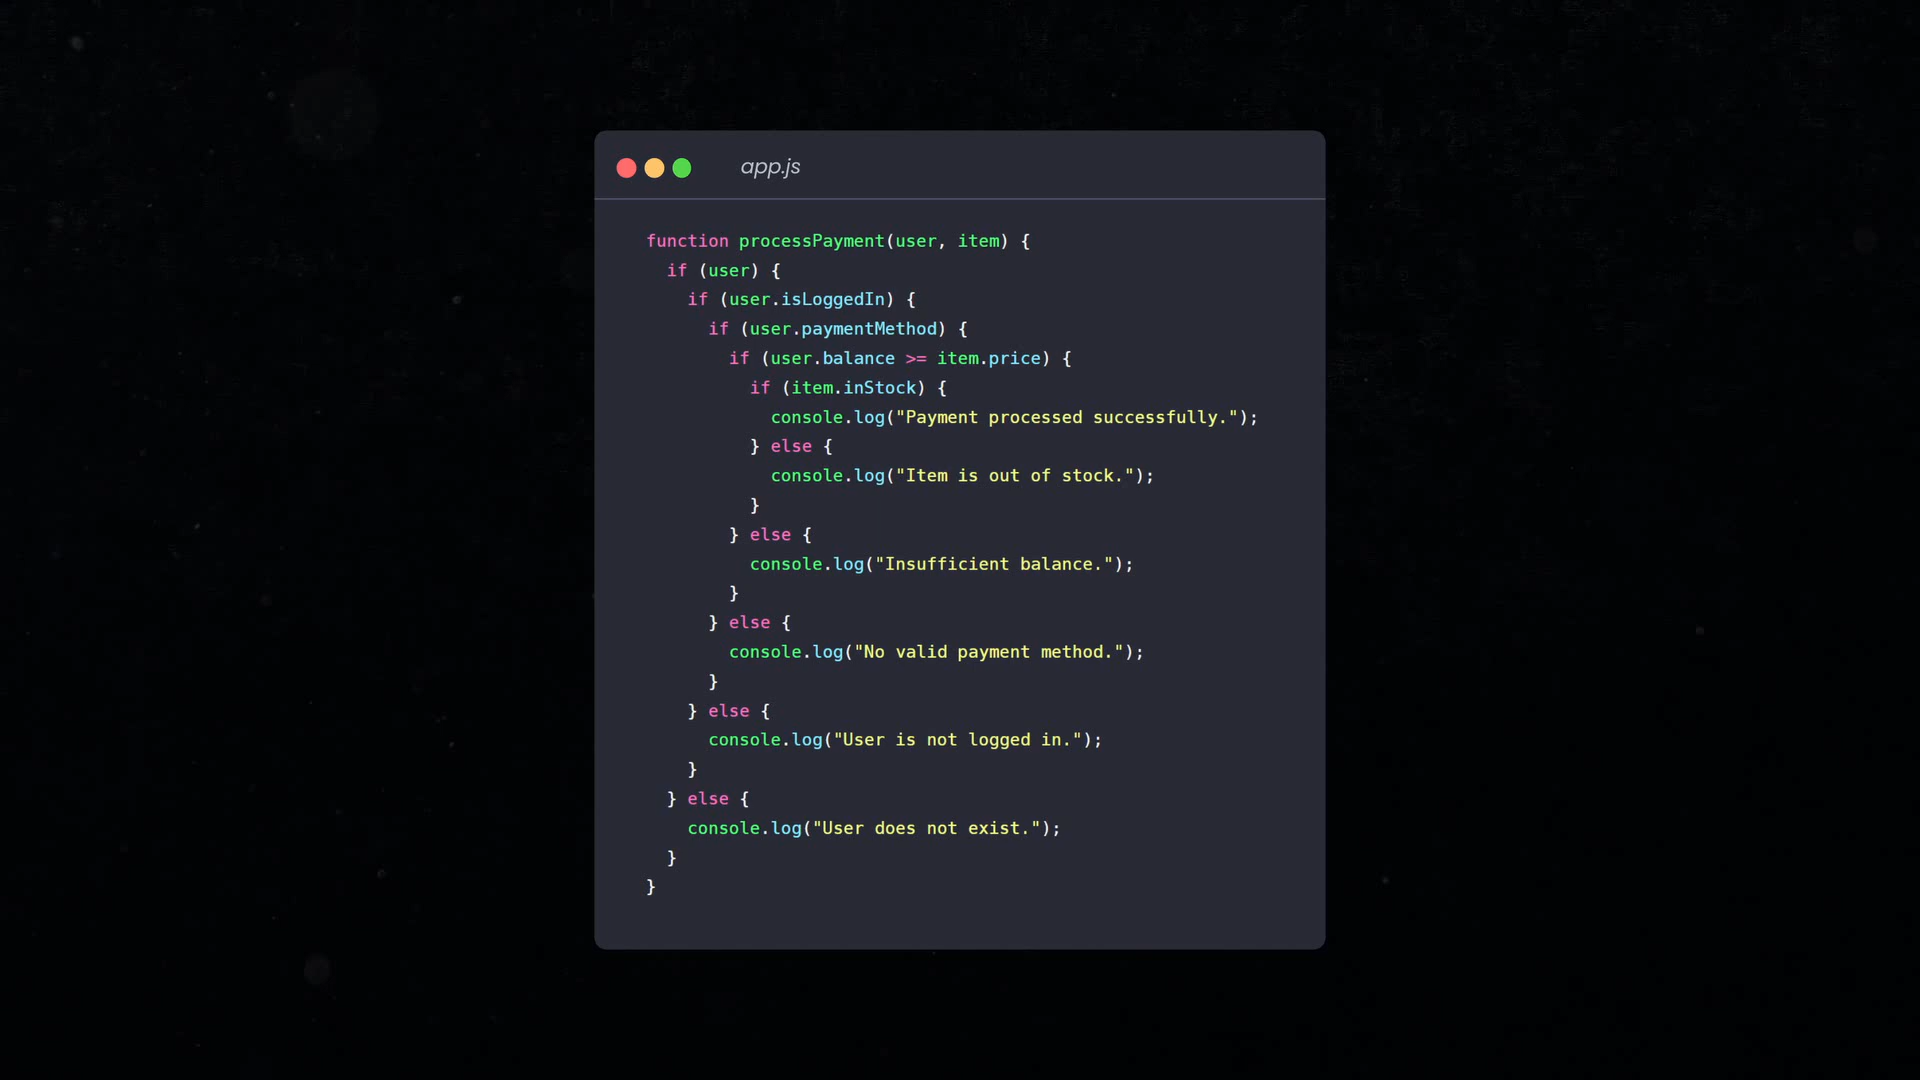 app.js
function processPayment(user, item) {
  if (user) {
    if (user.isLoggedIn) {
      if (user.paymentMethod) {
        if (user.balance >= item.price) {
          if (item.inStock) {
            console.log("Payment processed successfully.");
          } else {
            console.log("Item is out of stock.");
          }
        } else {
          console.log("Insufficient balance.");
        }
      } else {
        console.log("No valid payment method.");
      }
    } else {
      console.log("User is not logged in.");
    }
  } else {
    console.log("User does not exist.");
  }
}